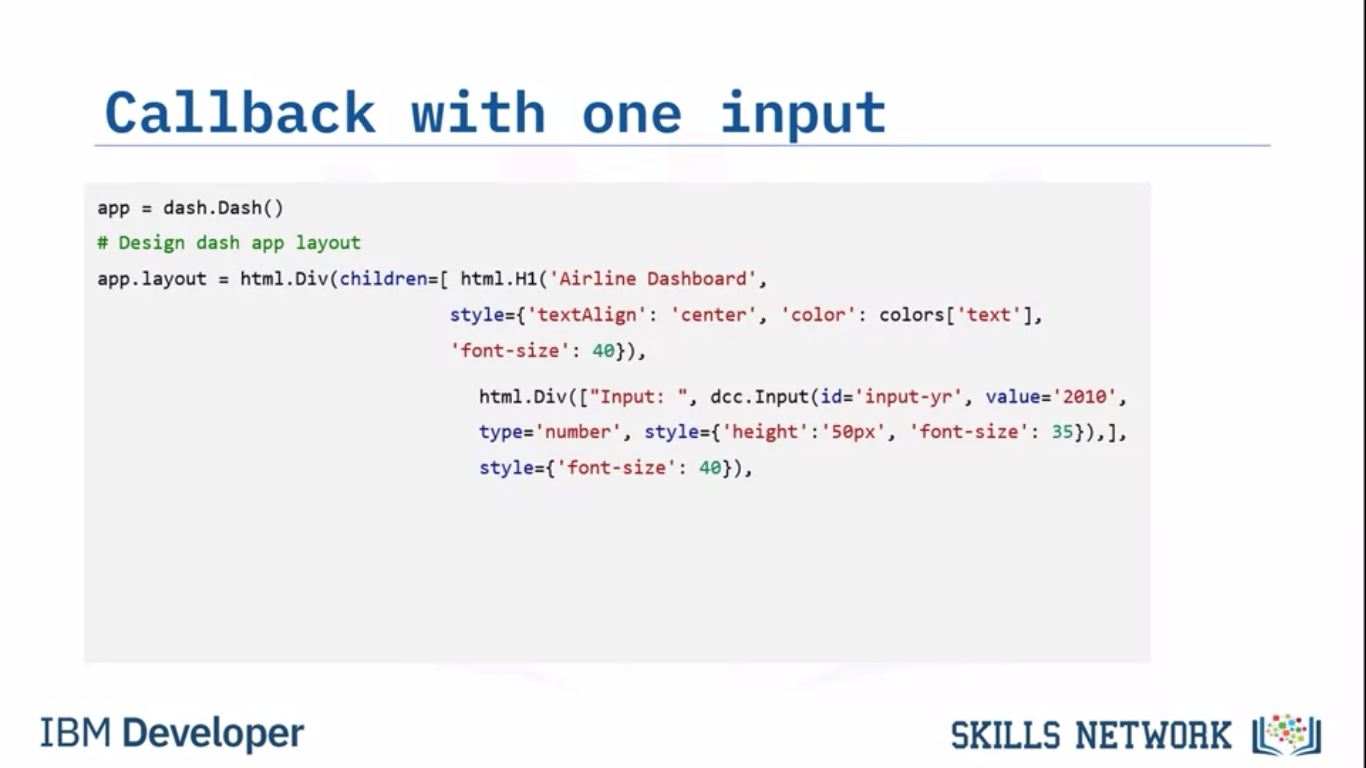 Callback with one input
app = dash.Dash()
# Design dash app layout
app.layout = html.Div(children=[ html.H1('Airline Dashboard',
style={'textAlign': 'center', 'color': colors['text'],
'font-size': 40}),
html.Div(["Input: ", dcc.Input(id='input-yr', value='2010',
type='number', style={'height':'50px', 'font-size': 35}),],
style={'font-size': 40}),
IBM Developer
SKILLS NETWORK